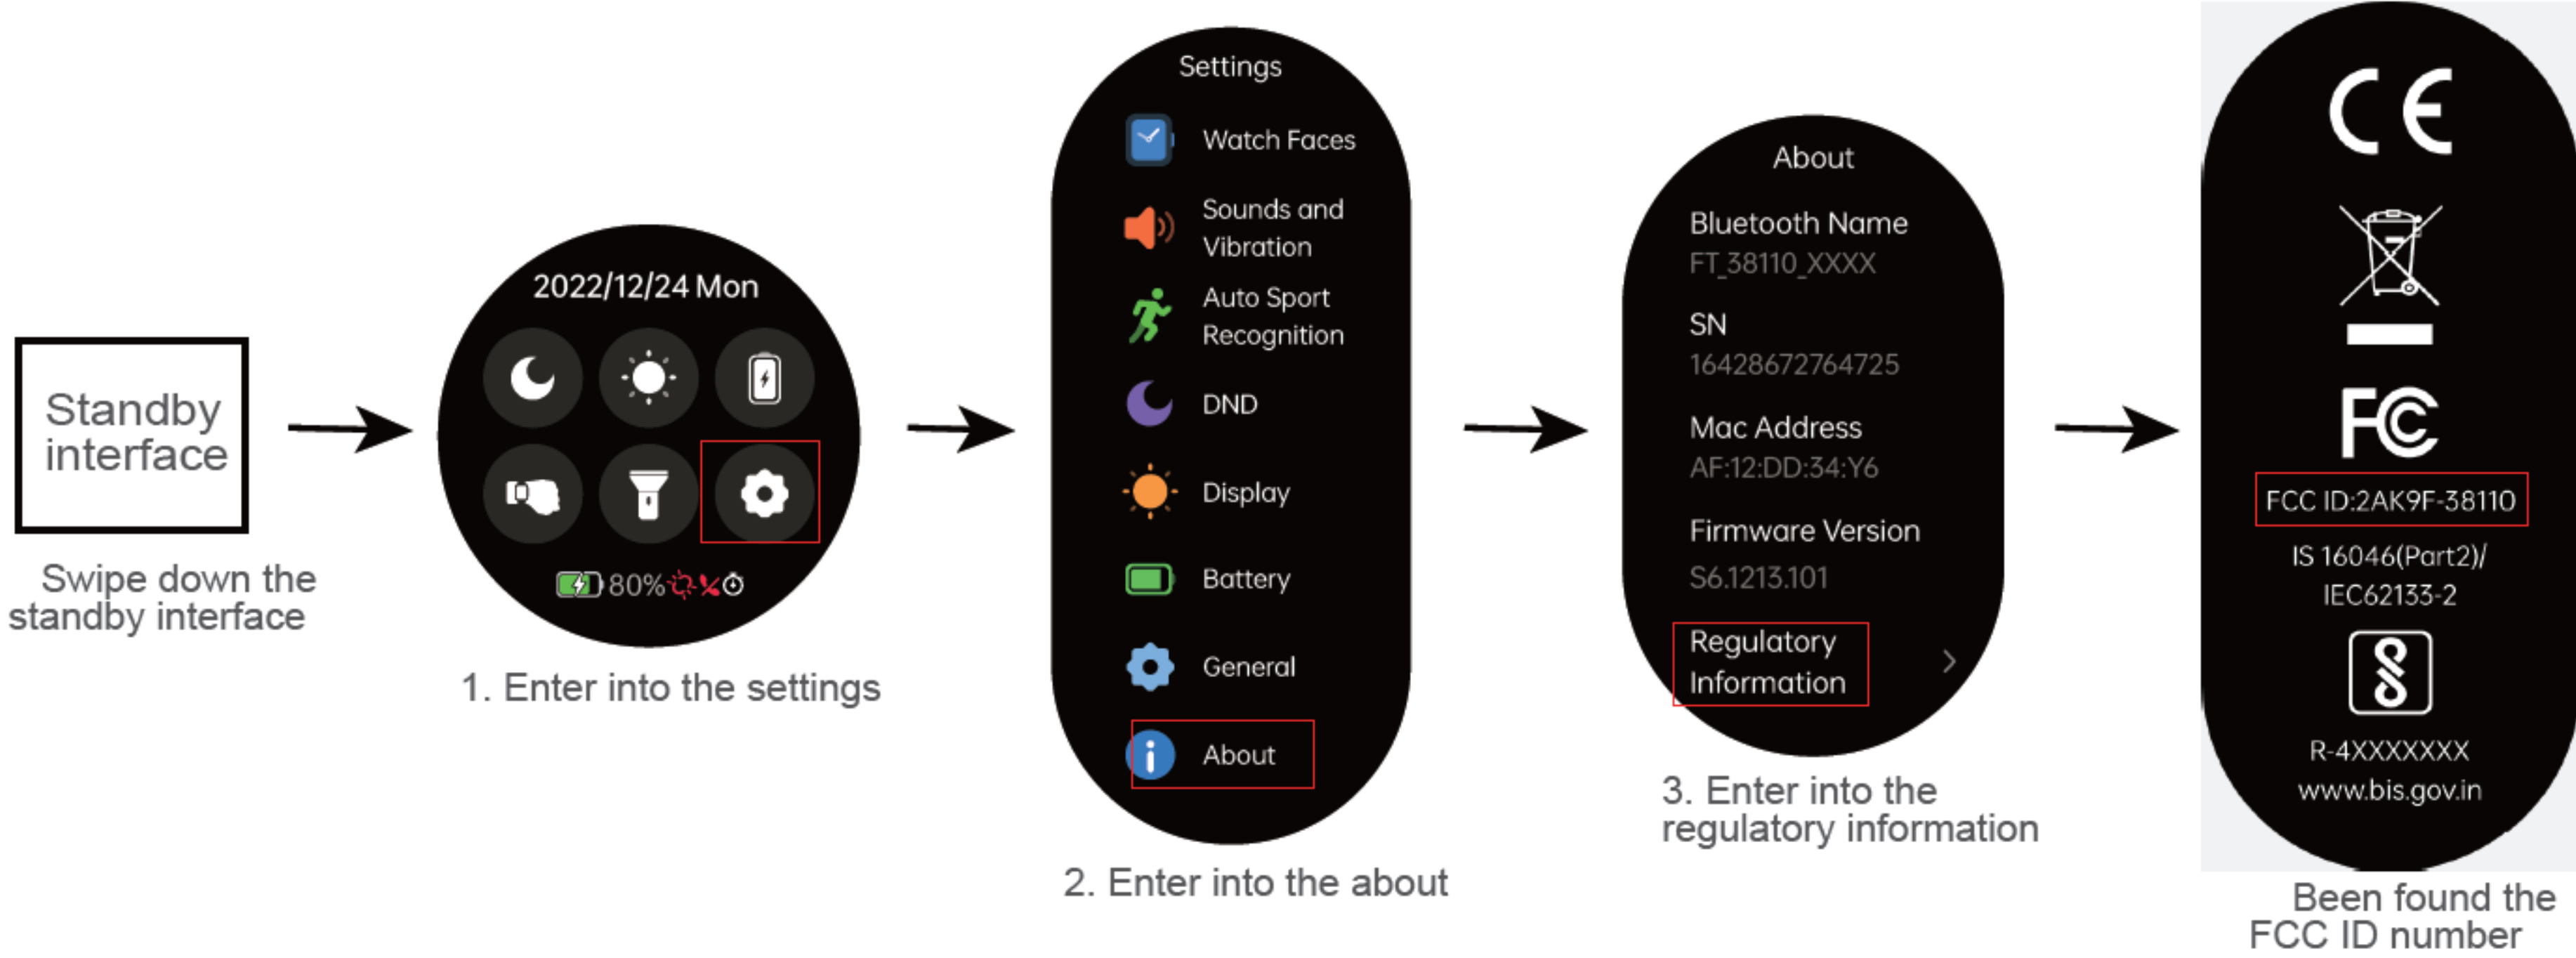 Standby
interface
Swipe down the
standby interface
2022/12/24 Mon
80%
1. Enter into the settings
Settings
Watch Faces
Sounds and
Vibration
Auto Sport
Recognition
DND
Display
Battery
General
About
2. Enter into the about
About
Bluetooth Name
FT_38110_XXXX
SN
16428672764725
Mac Address
AF:12:DD:34:Y6
Firmware Version
S6.1213.101
Regulatory
Information
3. Enter into the
regulatory information
CE
FC
FCC ID:2AK9F-38110
IS 16046(Part2)/
IEC62133-2
R-4XXXXXXX
www.bis.gov.in
Been found the
FCC ID number